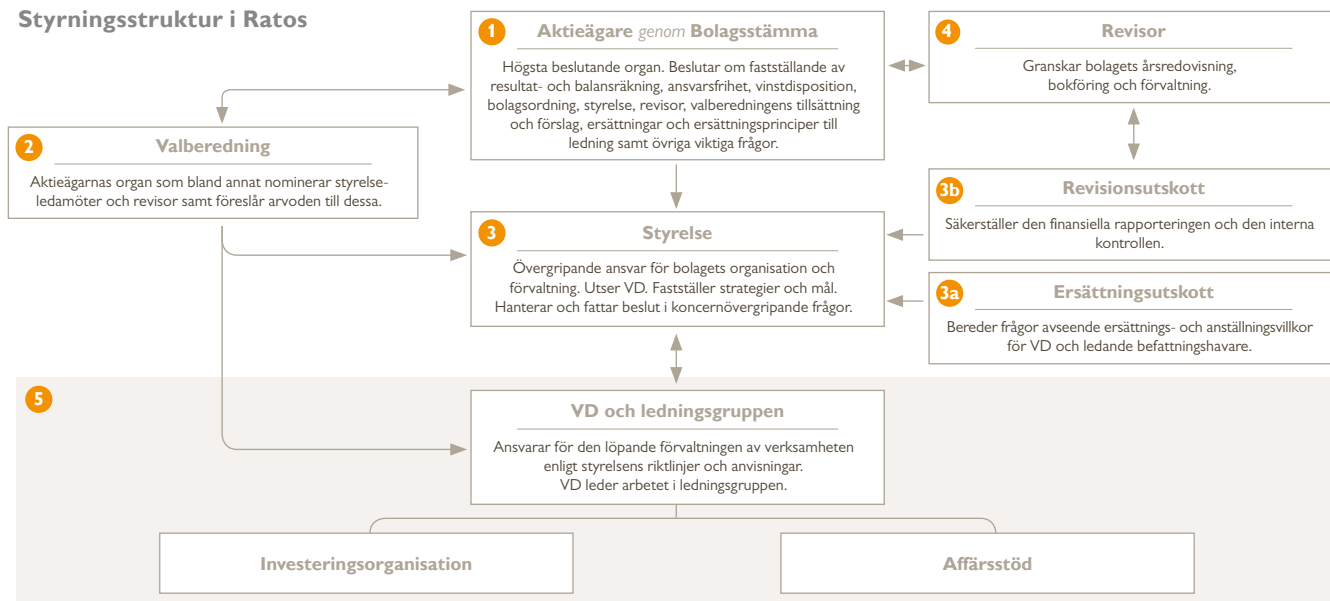 Styrningsstruktur i Ratos
1
Aktieägare genom Bolagsstämma
Högsta beslutande organ. Beslutar om fastställande av
resultat- och balansräkning, ansvarsfrihet, vinstdisposition,
bolagsordning, styrelse, revisor, valberedningens tillsättning
och förslag, ersättningar och ersättningsprinciper till
ledning samt övriga viktiga frågor.
4
Revisor
Granskar bolagets årsredovisning,
bokföring och förvaltning.
2
Valberedning
Aktieägarnas organ som bland annat nominerar styrelse-
ledamöter och revisor samt föreslår arvoden till dessa.
3b
Revisionsutskott
Säkerställer den finansiella rapporteringen och den interna
kontrollen.
3
Styrelse
Övergripande ansvar för bolagets organisation och
förvaltning. Utser VD. Fastställer strategier och mål.
Hanterar och fattar beslut i koncernövergripande frågor.
3a
Ersättningsutskott
Bereder frågor avseende ersättnings- och anställningsvillkor
för VD och ledande befattningshavare.
5
VD och ledningsgruppen
Ansvarar för den löpande förvaltningen av verksamheten
enligt styrelsens riktlinjer och anvisningar.
VD leder arbetet i ledningsgruppen.
Investeringsorganisation
Affärsstöd